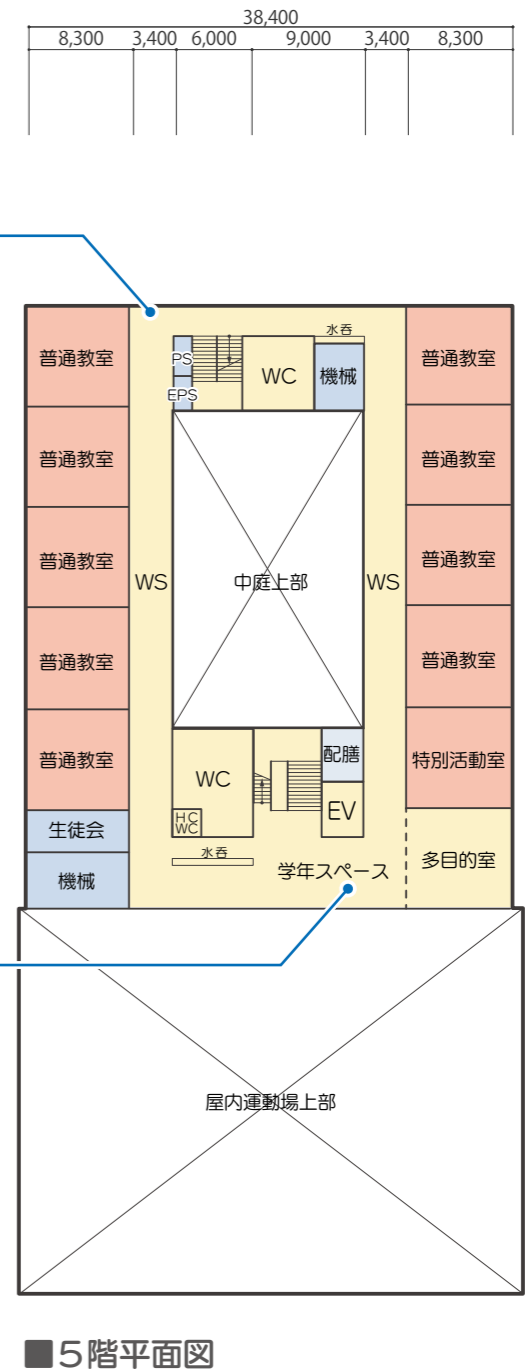 38,400
8,300 3,400 6,000 9,000 3,400 8,300
水呑
普通教室 PS WC 機械 普通教室
EPS
普通教室 普通教室
普通教室 WS 中庭上部 WS 普通教室
普通教室 普通教室
普通教室 WC 配膳 特別活動室
HC
WC
EV
生徒会
水呑
機械 学年スペース 多目的室
屋内運動場上部
■5階平面図